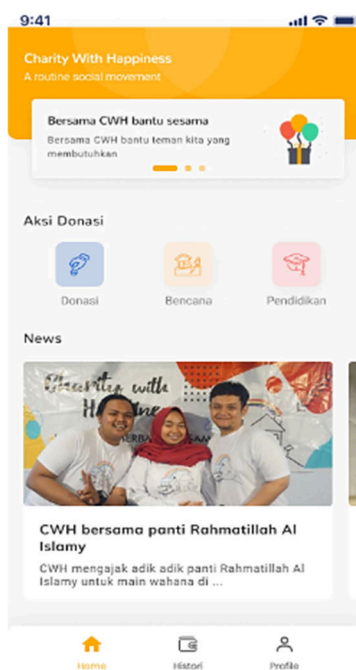 9:41
Charity With Happiness
A routine social movement
Bersama CWH bantu sesama
Bersama CWH bantu teman kita yang
membutuhkan
Aksi Donasi
Donasi
Bencana
Pendidikan
News
Charity with
CWH bersama panti Rahmatillah Al
Islamy
CWH mengajak adik adik panti Rahmatillah Al
Islamy untuk main wahana di ...
Home
Histori
Profile